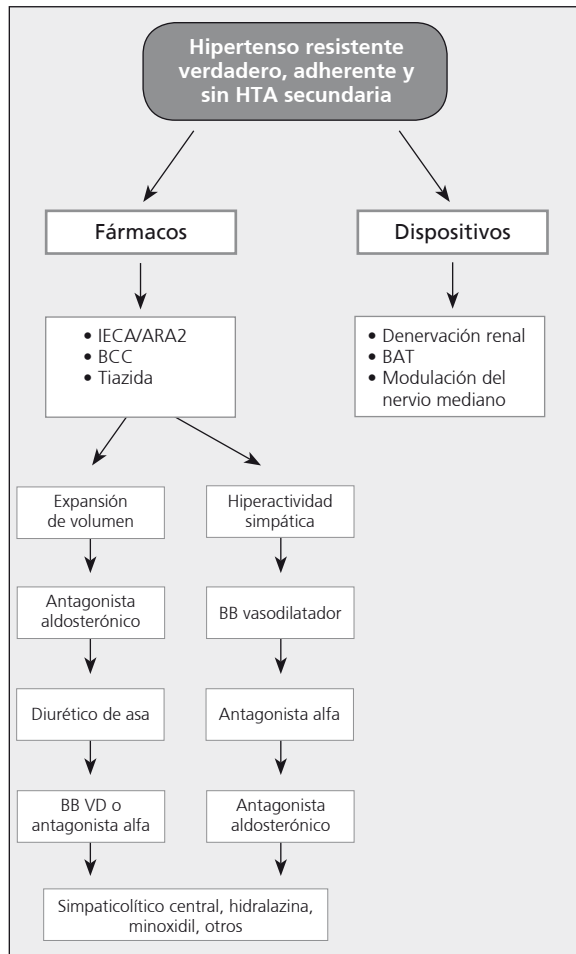 Hipertenso resistente
verdadero, adherente y
sin HTA secundaria
Fármacos
Dispositivos
• IECA/ARA2
• BCC
• Tiazida
• Denervación renal
• BAT
• Modulación del
nervio mediano
Expansión
de volumen
Hiperactividad
simpática
Antagonista
aldosterónico
BB vasodilatador
Diurético de asa
Antagonista alfa
BB VD o
antagonista alfa
Antagonista
aldosterónico
Simpaticolítico central, hidralazina,
minoxidil, otros